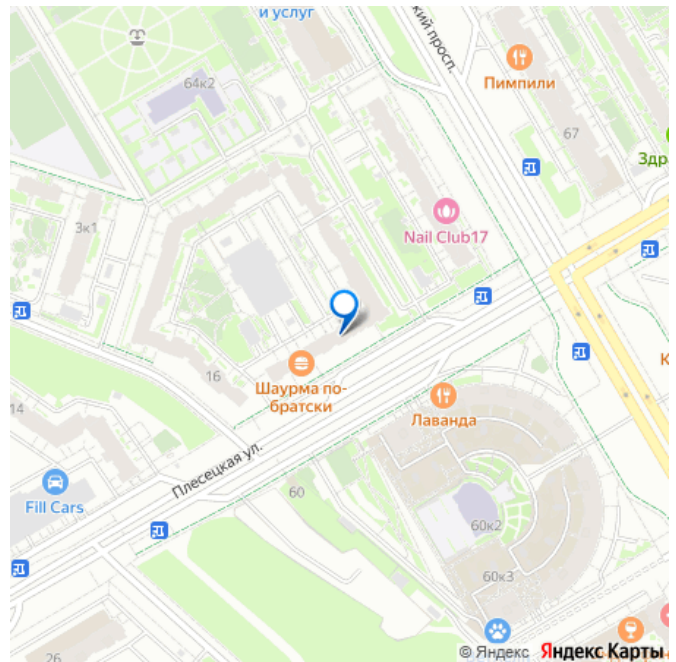 и услуг
кий просп.
64к2
Пимпили
67
Здра
3к1
Nail Club17
16
Шаурма по-
братски
14
Лаванда
К
Плесецкая ул.
Fill Cars
60
60к2
60к3
26
© Яндекс Яндекс Карты